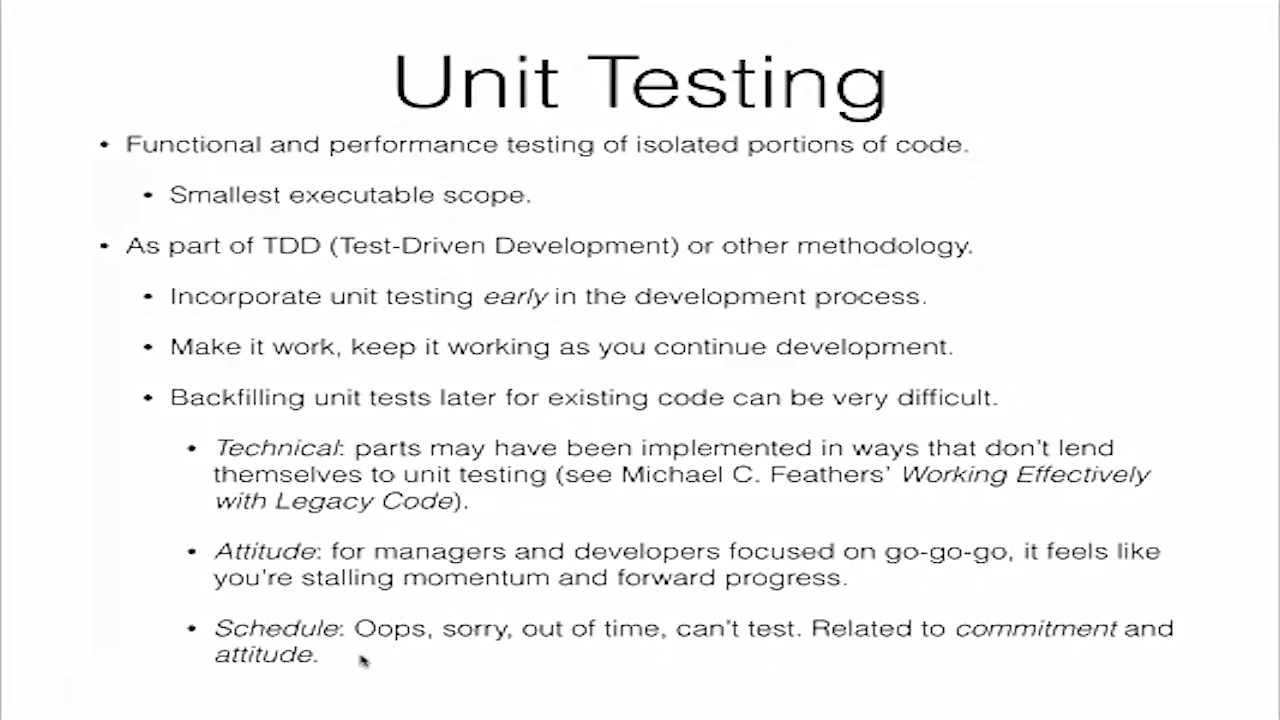 Unit Testing
• Functional and performance testing of isolated portions of code.
• Smallest executable scope.
• As part of TDD (Test-Driven Development) or other methodology.
• Incorporate unit testing early in the development process.
• Make it work, keep it working as you continue development.
• Backfilling unit tests later for existing code can be very difficult.
• Technical: parts may have been implemented in ways that don't lend
themselves to unit testing (see Michael C. Feathers' Working Effectively
with Legacy Code).
• Attitude: for managers and developers focused on go-go-go, it feels like
you're stalling momentum and forward progress.
• Schedule: Oops, sorry, out of time, can't test. Related to commitment and
attitude.